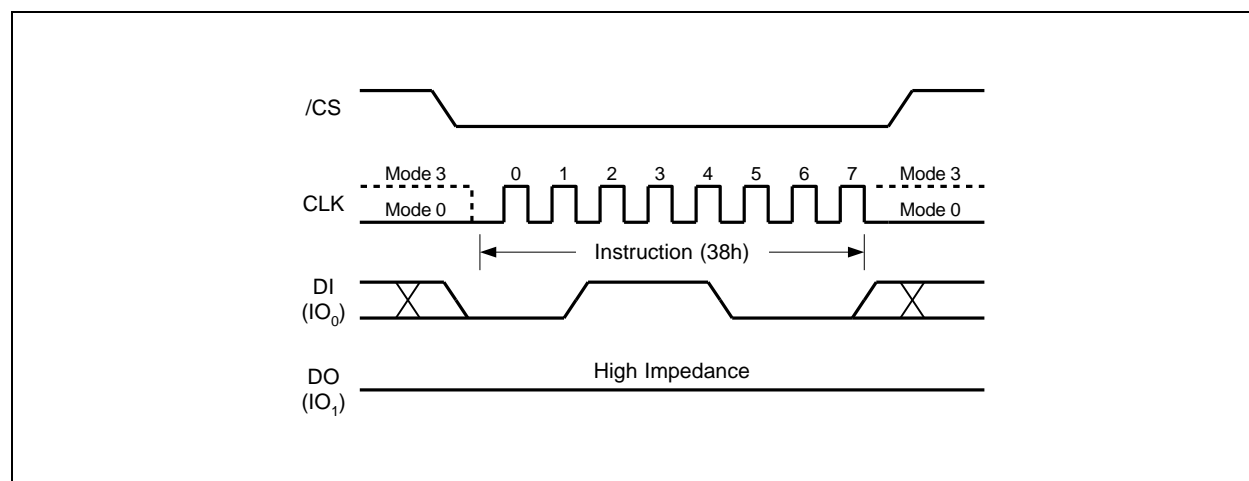 /CS
Mode 3 0 1 2 3 4 5 6 7 Mode 3
CLK
Mode 0 Mode 0
Instruction (38h)
DI
(IO₀)
High Impedance
DO
(IO₁)